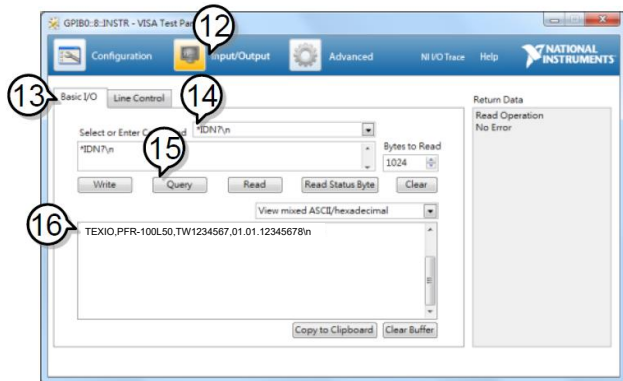 GPIB0::8::INSTR - VISA Test Pan
12
Configuration
Input/Output
Advanced
NI I/O Trace
Help
NATIONAL INSTRUMENTS
13
Basic I/O
Line Control
14
Return Data
Read Operation
No Error
Select or Enter Command
*IDN?\n
15
*IDN?\n
Bytes to Read
1024
Write
Query
Read
Read Status Byte
Clear
View mixed ASCII/hexadecimal
16
TEXIO,PFR-100L50,TW1234567,01.01.12345678\n
Copy to Clipboard
Clear Buffer